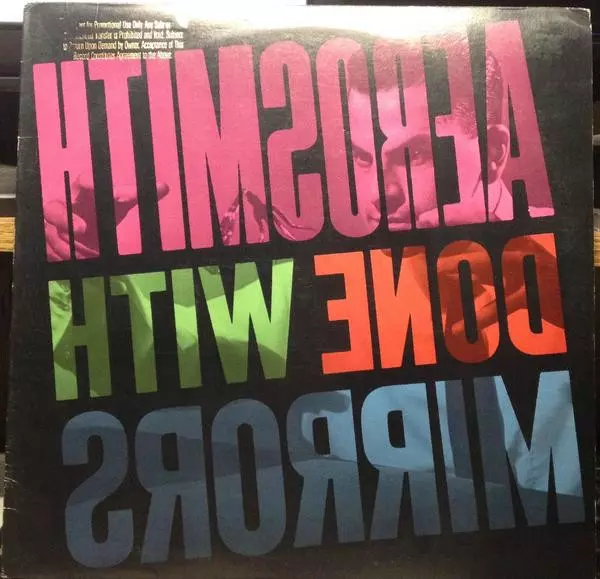 for Promotional Use Only Any Sale or
Transfer is Prohibited and Void. Subject
to Return Upon Demand by Owner. Acceptance of This
Record Constitutes Agreement to the Above.
AEROSMITH
DONE WITH
MIRRORS